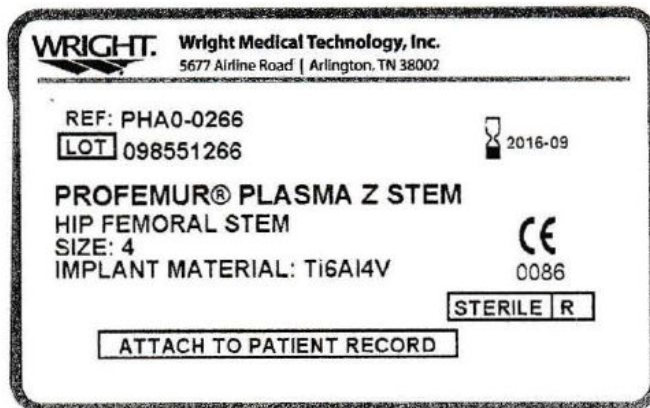 WRIGHT.
Wright Medical Technology, Inc.
5677 Airline Road | Arlington, TN 38002
REF: PHA0-0266
LOT 098551266
2016-09
PROFEMUR® PLASMA Z STEM
HIP FEMORAL STEM
SIZE: 4
IMPLANT MATERIAL: Ti6Al4V
CE
0086
STERILE R
ATTACH TO PATIENT RECORD